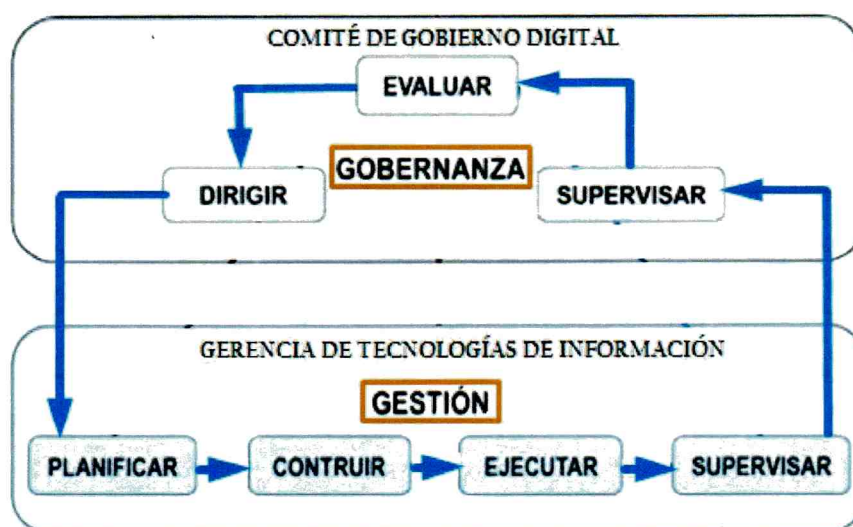 COMITÉ DE GOBIERNO DIGITAL
EVALUAR
GOBERNANZA
DIRIGIR
SUPERVISAR
GERENCIA DE TECNOLOGÍAS DE INFORMACIÓN
GESTIÓN
PLANIFICAR
CONTRUIR
EJECUTAR
SUPERVISAR